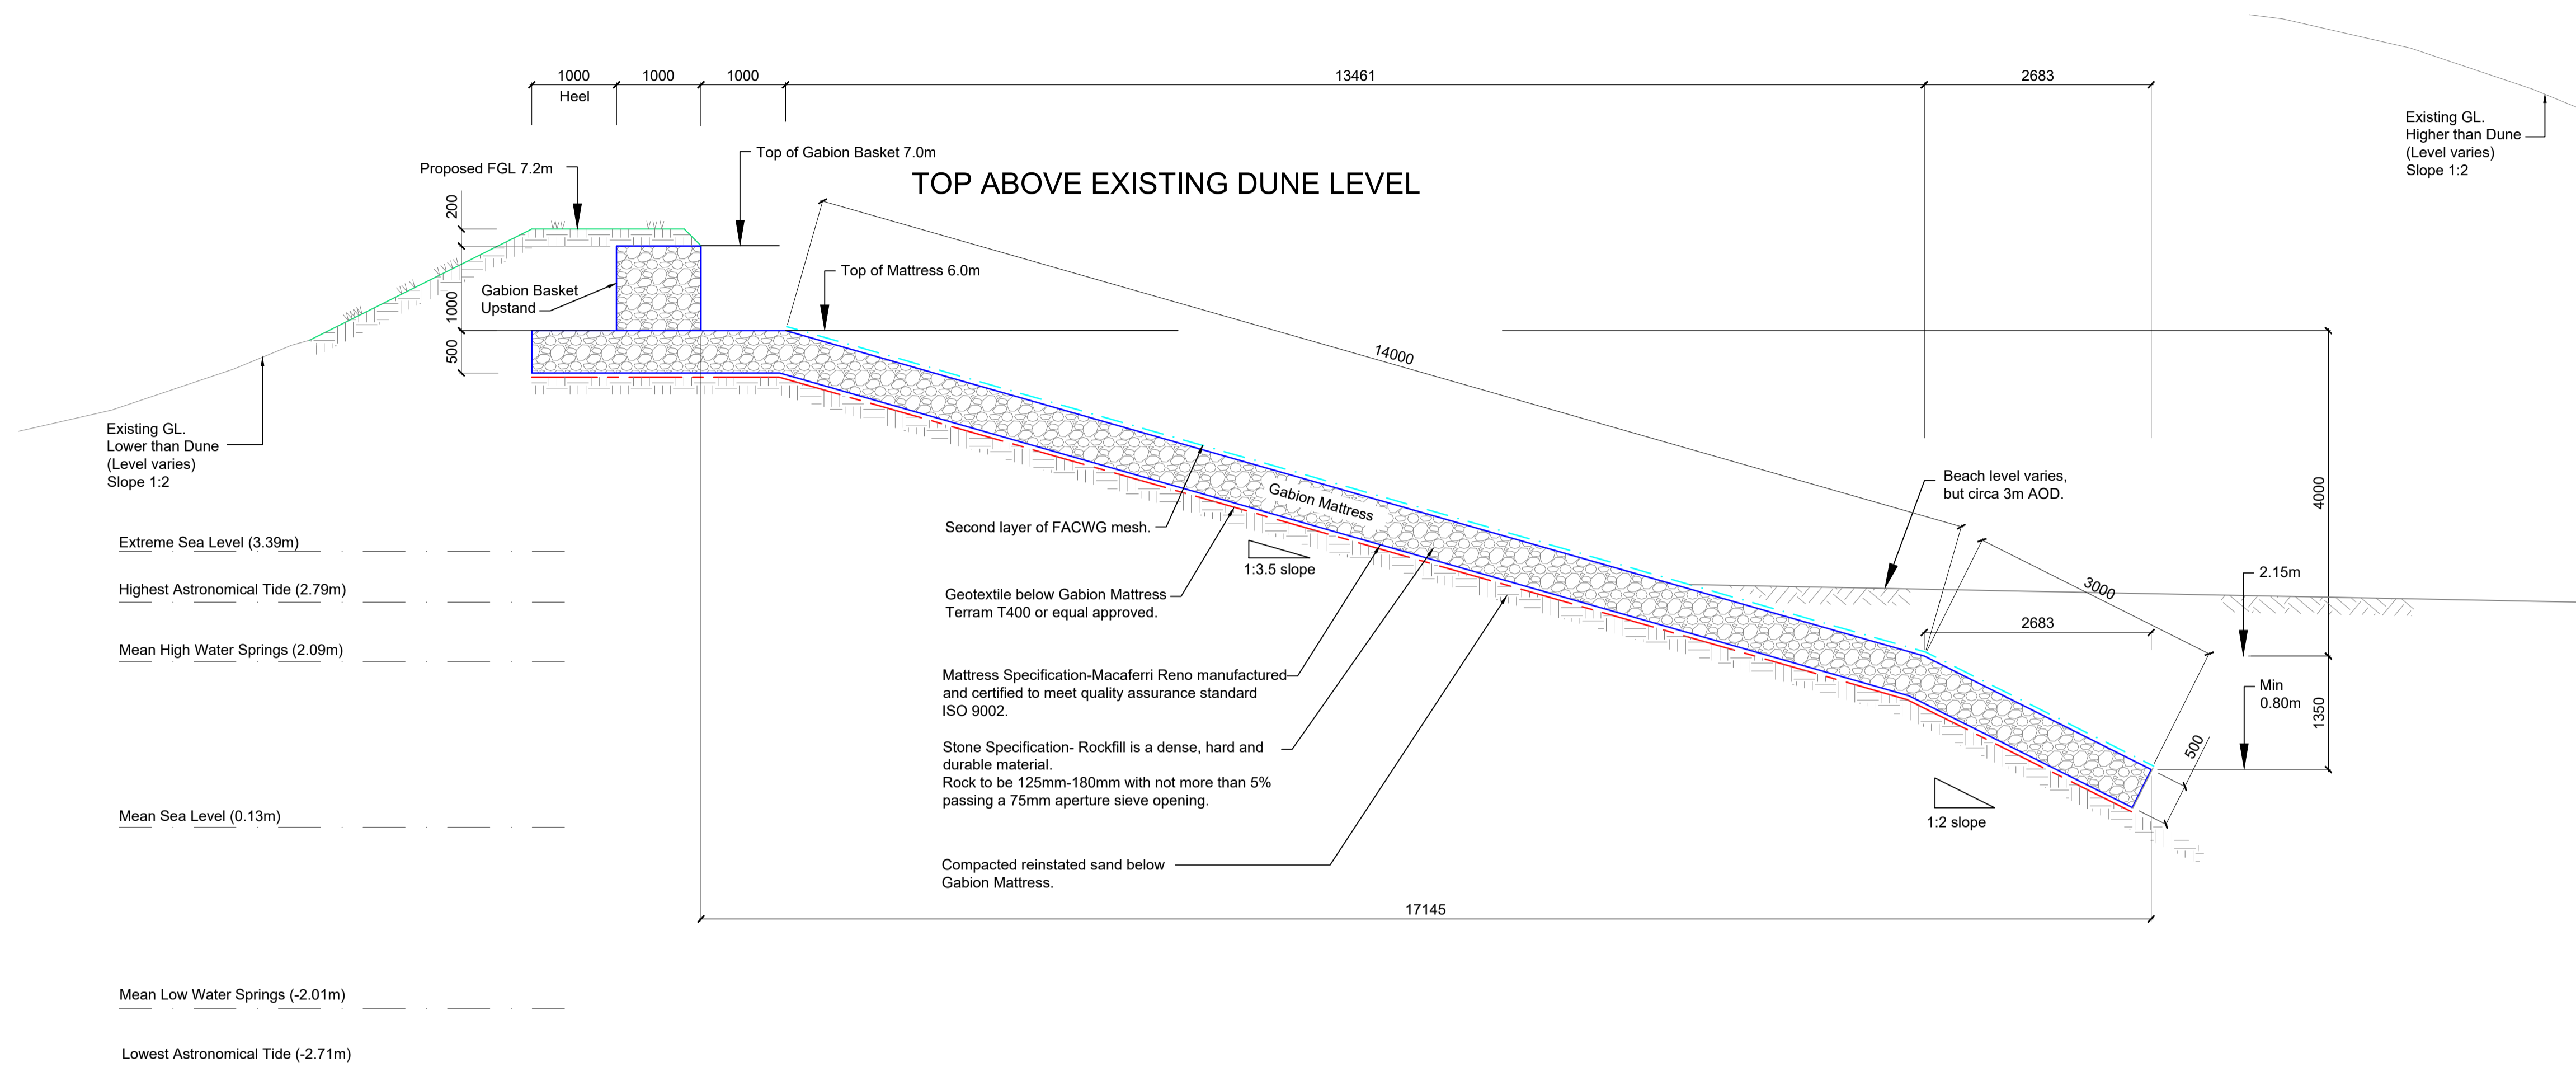 1000
1000
1000
13461
2683
Heel
Existing GL.
Higher than Dune
(Level varies)
Slope 1:2
Top of Gabion Basket 7.0m
Proposed FGL 7.2m
TOP ABOVE EXISTING DUNE LEVEL
200
Top of Mattress 6.0m
Gabion Basket
Upstand
1000
500
14000
Existing GL.
Lower than Dune
(Level varies)
Slope 1:2
Beach level varies,
but circa 3m AOD.
4000
Gabion Mattress
Second layer of FACWG mesh.
Extreme Sea Level (3.39m)
1:3.5 slope
2.15m
Highest Astronomical Tide (2.79m)
3000
Geotextile below Gabion Mattress
Terram T400 or equal approved.
2683
Mean High Water Springs (2.09m)
Mattress Specification-Macaferri Reno manufactured
and certified to meet quality assurance standard
ISO 9002.
Min
0.80m
1350
Stone Specification- Rockfill is a dense, hard and
durable material.
Rock to be 125mm-180mm with not more than 5%
passing a 75mm aperture sieve opening.
500
Mean Sea Level (0.13m)
1:2 slope
Compacted reinstated sand below
Gabion Mattress.
17145
Mean Low Water Springs (-2.01m)
Lowest Astronomical Tide (-2.71m)